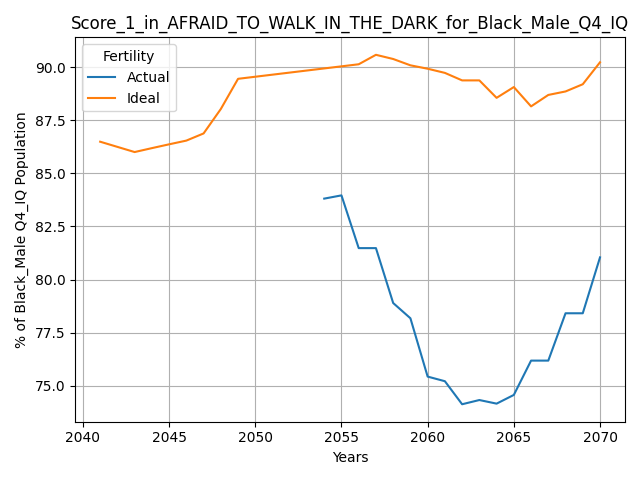 Score_1_in_AFRAID_TO_WALK_IN_THE_DARK_for_Black_Male_Q4_IQ
Fertility
Actual
Ideal
% of Black_Male Q4_IQ Population
90.0
87.5
85.0
82.5
80.0
77.5
75.0
2040
2045
2050
2055
2060
2065
2070
Years